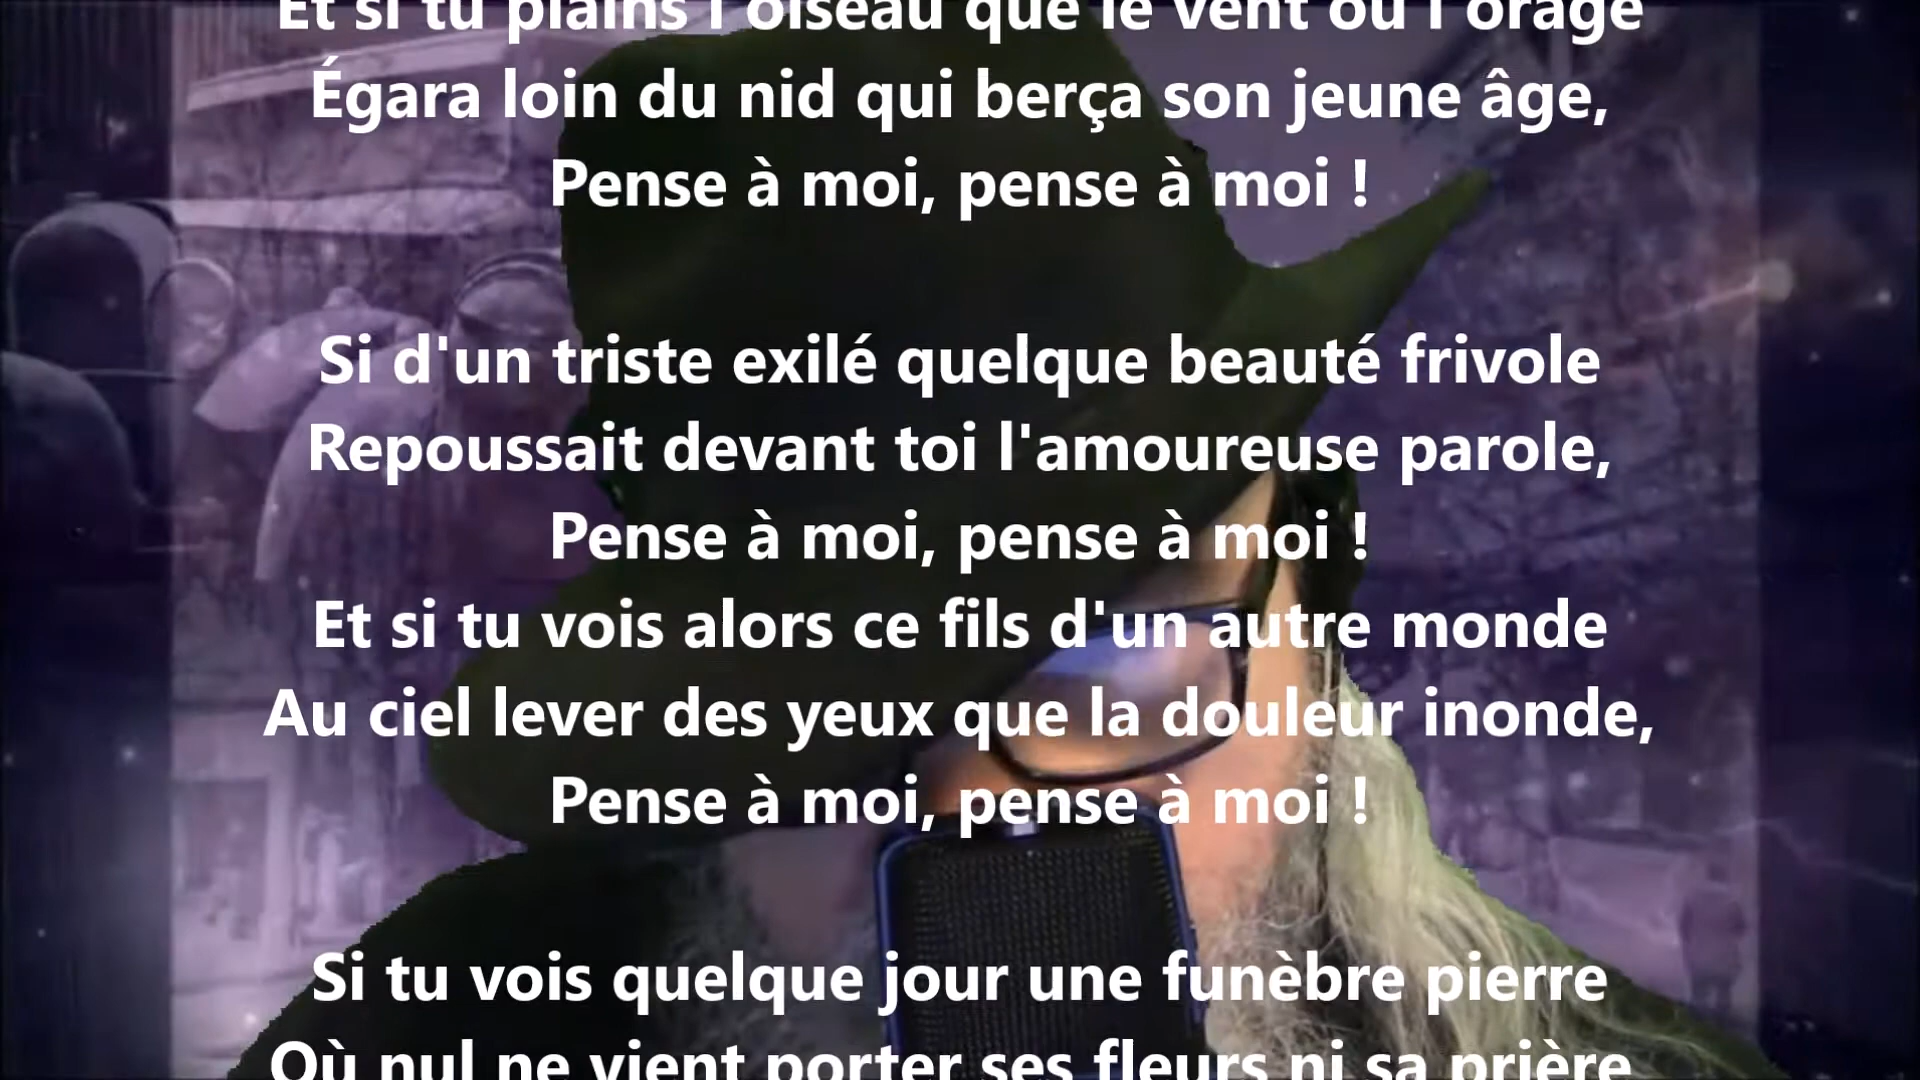 Et si tu plains l'oiseau que le vent ou l'orage
Égara loin du nid qui berça son jeune âge,
Pense à moi, pense à moi !
Si d'un triste exilé quelque beauté frivole
Repoussait devant toi l'amoureuse parole,
Pense à moi, pense à moi !
Et si tu vois alors ce fils d'un autre monde
Au ciel lever des yeux que la douleur inonde,
Pense à moi, pense à moi !
Si tu vois quelque jour une funèbre pierre
Où nul ne vient porter ses fleurs ni sa prière